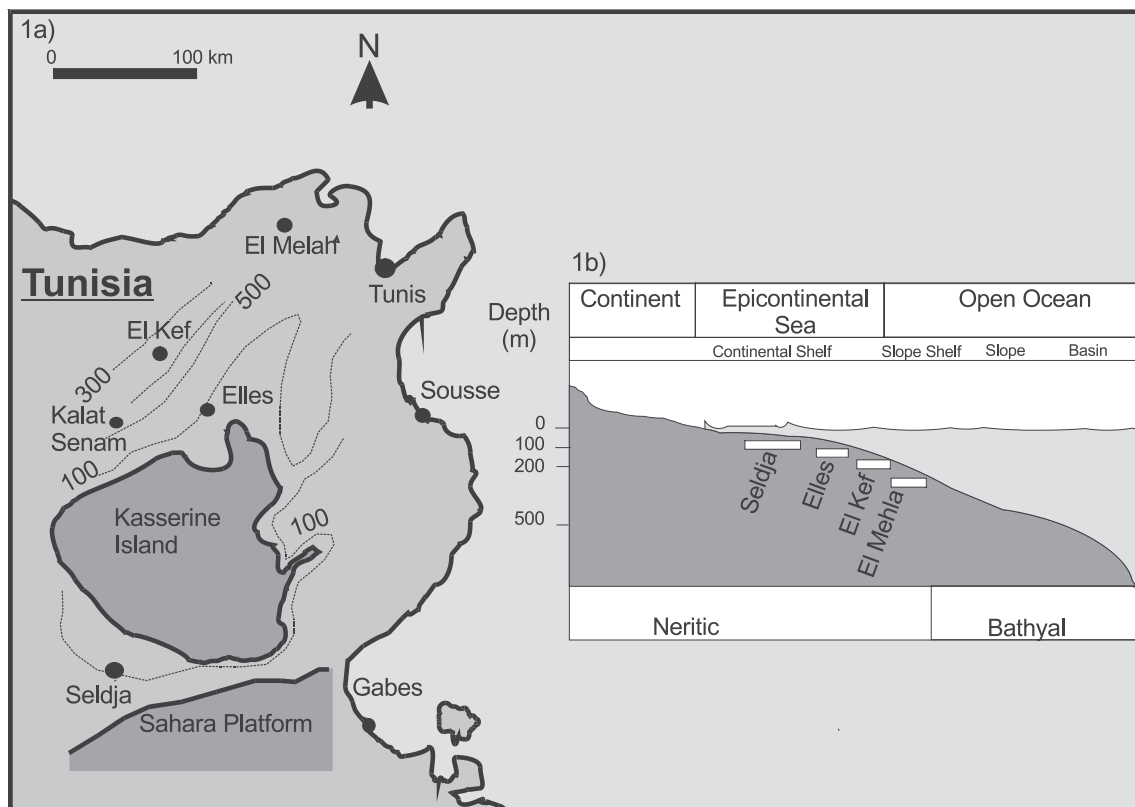 1a)
0 100 km
N
El Melah
Tunisia
Tunis
500
El Kef
300
Elles
Sousse
Kalat
Senam
100
Kasserine
Island
100
Seldja
Gabes
Sahara Platform
1b)
Continent
Epicontinental
Sea
Open Ocean
Depth
(m)
Continental Shelf
Slope Shelf
Slope
Basin
0
100
200
500
Seldja
Elles
El Kef
El Mehla
Neritic
Bathyal